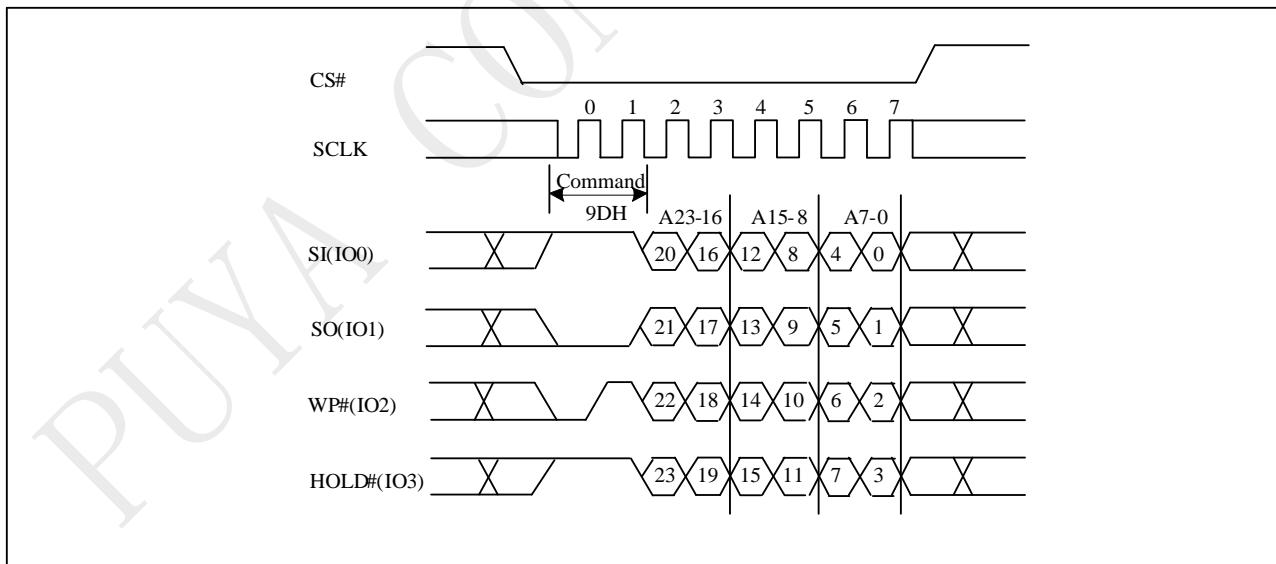 PUYA CON
CS#
0 1 2 3 4 5 6 7
SCLK
Command
9DH
A23-16 A15-8 A7-0
SI(IO0)
20 16 12 8 4 0
SO(IO1)
21 17 13 9 5 1
WP#(IO2)
22 18 14 10 6 2
HOLD#(IO3)
23 19 15 11 7 3